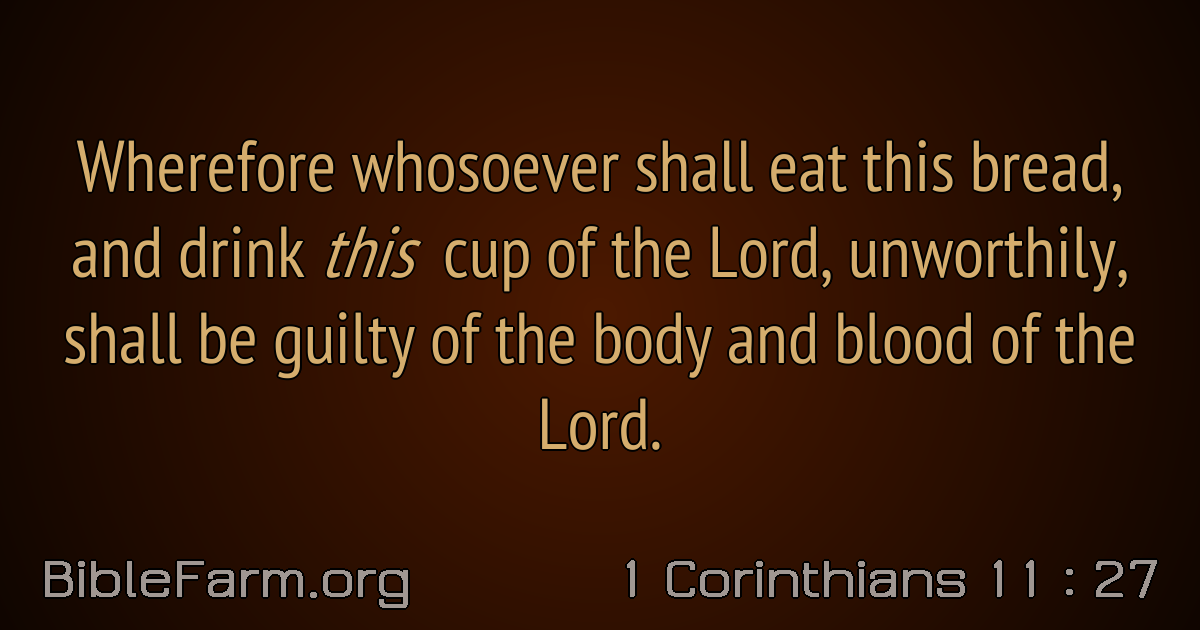 Wherefore whosoever shall eat this bread,
and drink this cup of the Lord, unworthily,
shall be guilty of the body and blood of the
Lord.
BibleFarm.org
1 Corinthians 11 : 27